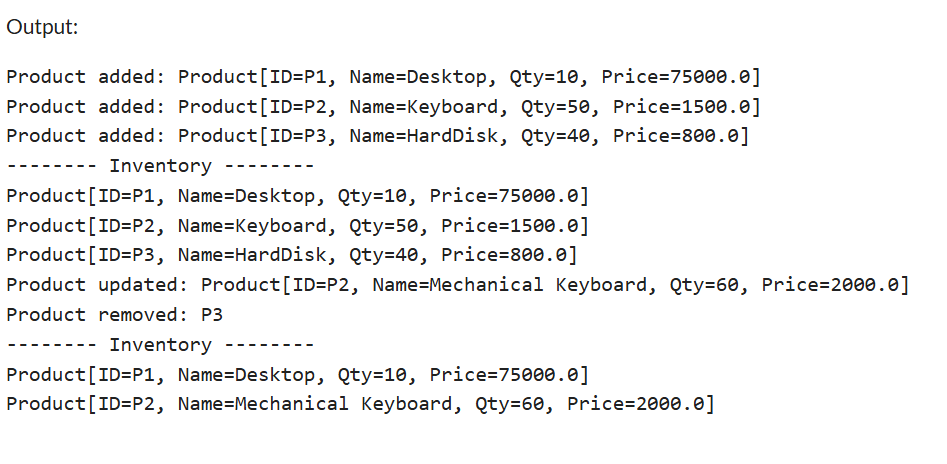 Output:
Product added: Product[ID=P1, Name=Desktop, Qty=10, Price=75000.0]
Product added: Product[ID=P2, Name=Keyboard, Qty=50, Price=1500.0]
Product added: Product[ID=P3, Name=HardDisk, Qty=40, Price=800.0]
-------- Inventory --------
Product[ID=P1, Name=Desktop, Qty=10, Price=75000.0]
Product[ID=P2, Name=Keyboard, Qty=50, Price=1500.0]
Product[ID=P3, Name=HardDisk, Qty=40, Price=800.0]
Product updated: Product[ID=P2, Name=Mechanical Keyboard, Qty=60, Price=2000.0]
Product removed: P3
-------- Inventory --------
Product[ID=P1, Name=Desktop, Qty=10, Price=75000.0]
Product[ID=P2, Name=Mechanical Keyboard, Qty=60, Price=2000.0]